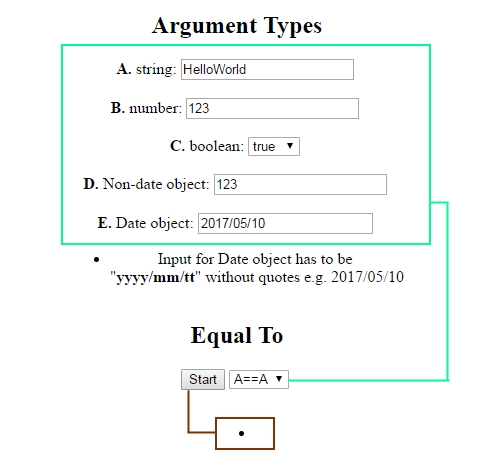 Argument Types
A. string: HelloWorld
B. number: 123
C. boolean: true
D. Non-date object: 123
E. Date object: 2017/05/10
• Input for Date object has to be
"yyyy/mm/tt" without quotes e.g. 2017/05/10
Equal To
Start A==A
•